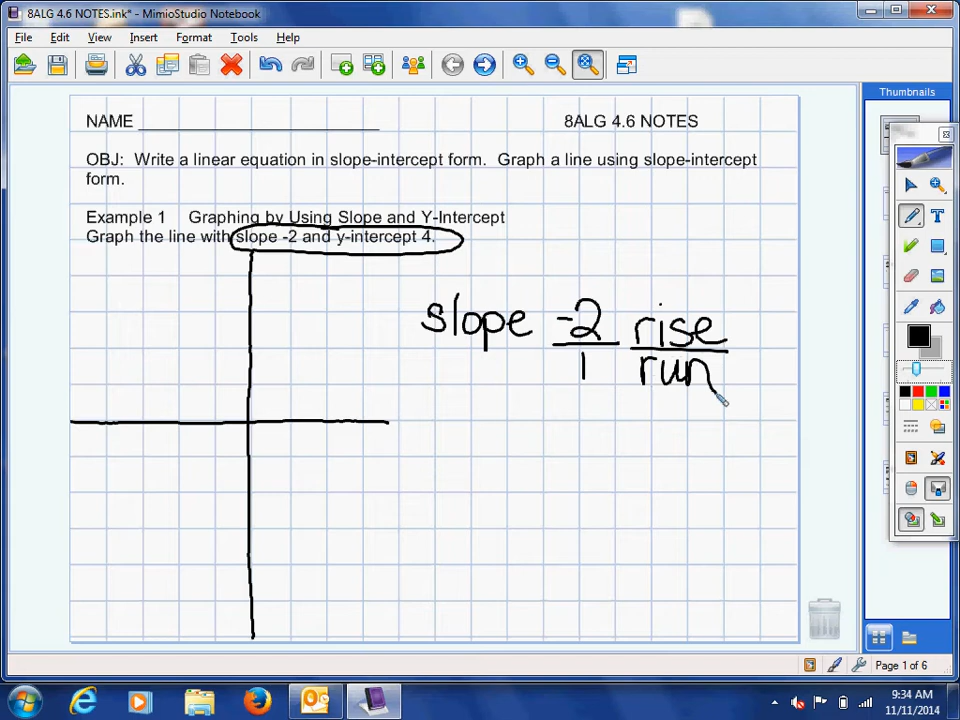 8ALG 4.6 NOTES.ink* - MimioStudio Notebook
File Edit View Insert Format Tools Help
Thumbnails
NAME ______________________________ 8ALG 4.6 NOTES
OBJ: Write a linear equation in slope-intercept form. Graph a line using slope-intercept
form.
Example 1 Graphing by Using Slope and Y-Intercept
Graph the line with slope -2 and y-intercept 4.
slope -2 rise
1 run
Page 1 of 6
9:34 AM
11/11/2014